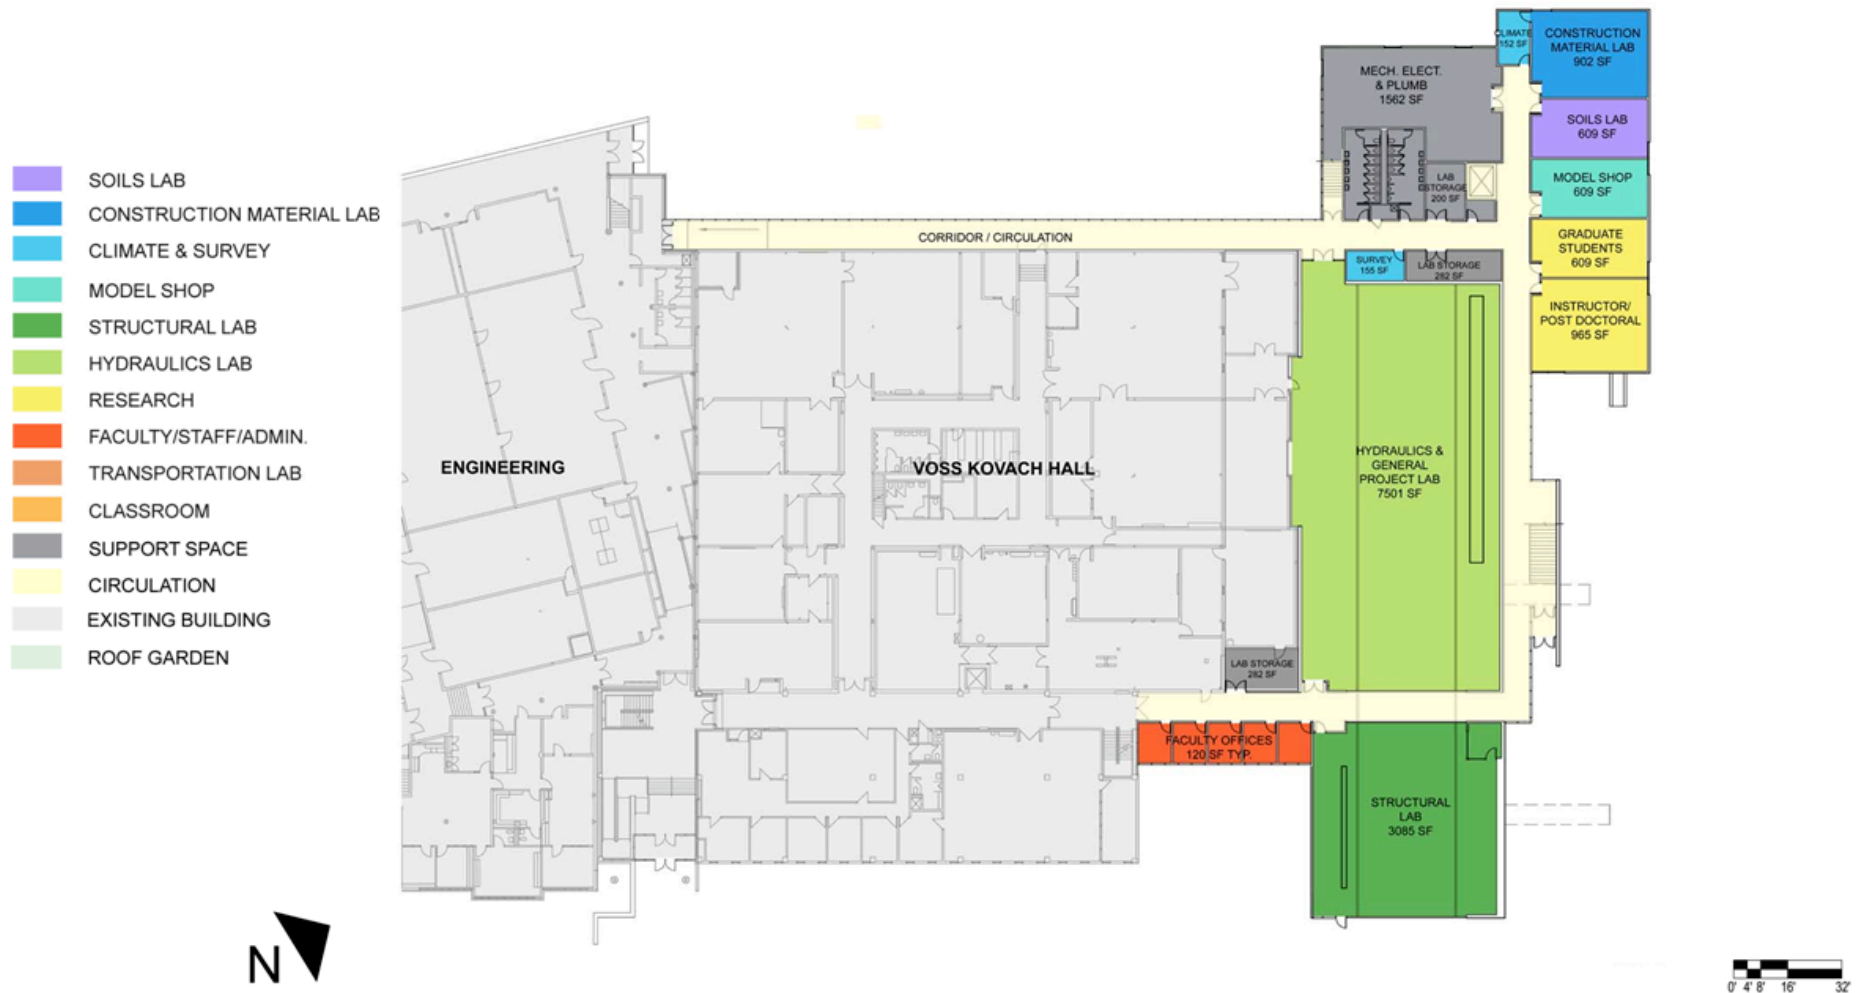 SOILS LAB
CONSTRUCTION MATERIAL LAB
CLIMATE & SURVEY
MODEL SHOP
STRUCTURAL LAB
HYDRAULICS LAB
RESEARCH
FACULTY/STAFF/ADMIN.
TRANSPORTATION LAB
CLASSROOM
SUPPORT SPACE
CIRCULATION
EXISTING BUILDING
ROOF GARDEN
N
ENGINEERING
VOSS KOVACH HALL
CORRIDOR / CIRCULATION
MECH. ELECT.
& PLUMB
1562 SF
LAB
STORAGE
200 SF
CLIMATE
152 SF
CONSTRUCTION
MATERIAL LAB
902 SF
SOILS LAB
609 SF
MODEL SHOP
609 SF
GRADUATE
STUDENTS
609 SF
INSTRUCTOR/
POST DOCTORAL
965 SF
SURVEY
155 SF
LAB STORAGE
282 SF
HYDRAULICS &
GENERAL
PROJECT LAB
7501 SF
LAB STORAGE
282 SF
FACULTY OFFICES
120 SF TYP.
STRUCTURAL
LAB
3085 SF
0' 4' 8' 16' 32'